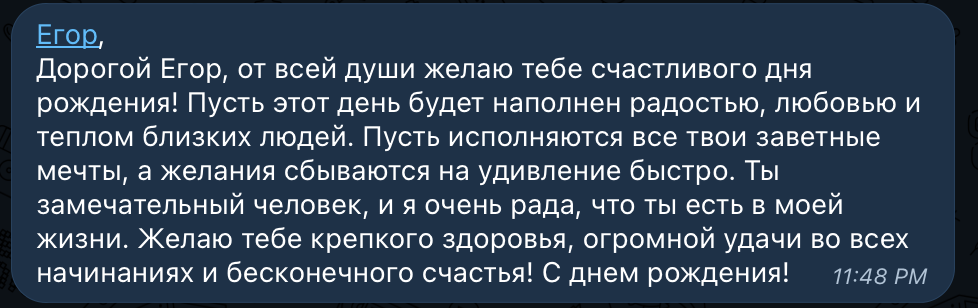 Егор,
Дорогой Егор, от всей души желаю тебе счастливого дня
рождения! Пусть этот день будет наполнен радостью, любовью и
теплом близких людей. Пусть исполняются все твои заветные
мечты, а желания сбываются на удивление быстро. Ты
замечательный человек, и я очень рада, что ты есть в моей
жизни. Желаю тебе крепкого здоровья, огромной удачи во всех
начинаниях и бесконечного счастья! С днем рождения! 11:48 PM